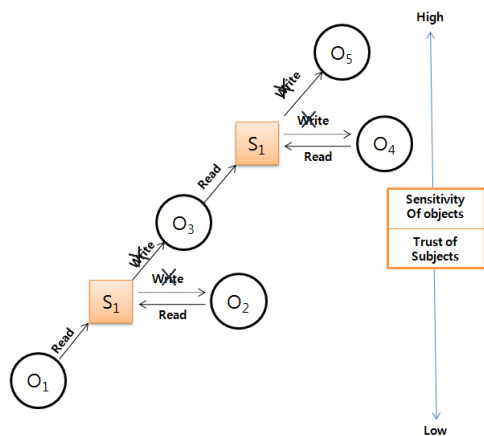 High
O5
Write
Write
S1
O4
Read
Read
Sensitivity
Of objects
O3
Trust of
Subjects
Write
Write
S1
O2
Read
Read
O1
Low